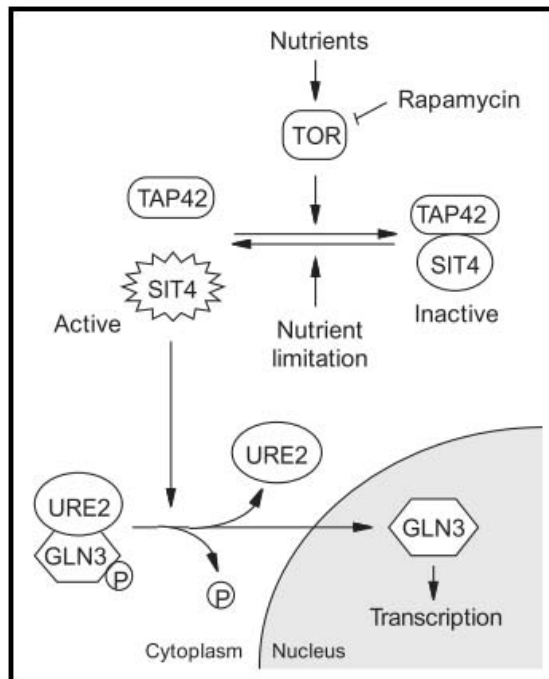 Nutrients
Rapamycin
TOR
TAP42
TAP42
SIT4
SIT4
Active
Inactive
Nutrient
limitation
URE2
URE2
GLN3
P
GLN3
P
Transcription
Cytoplasm
Nucleus